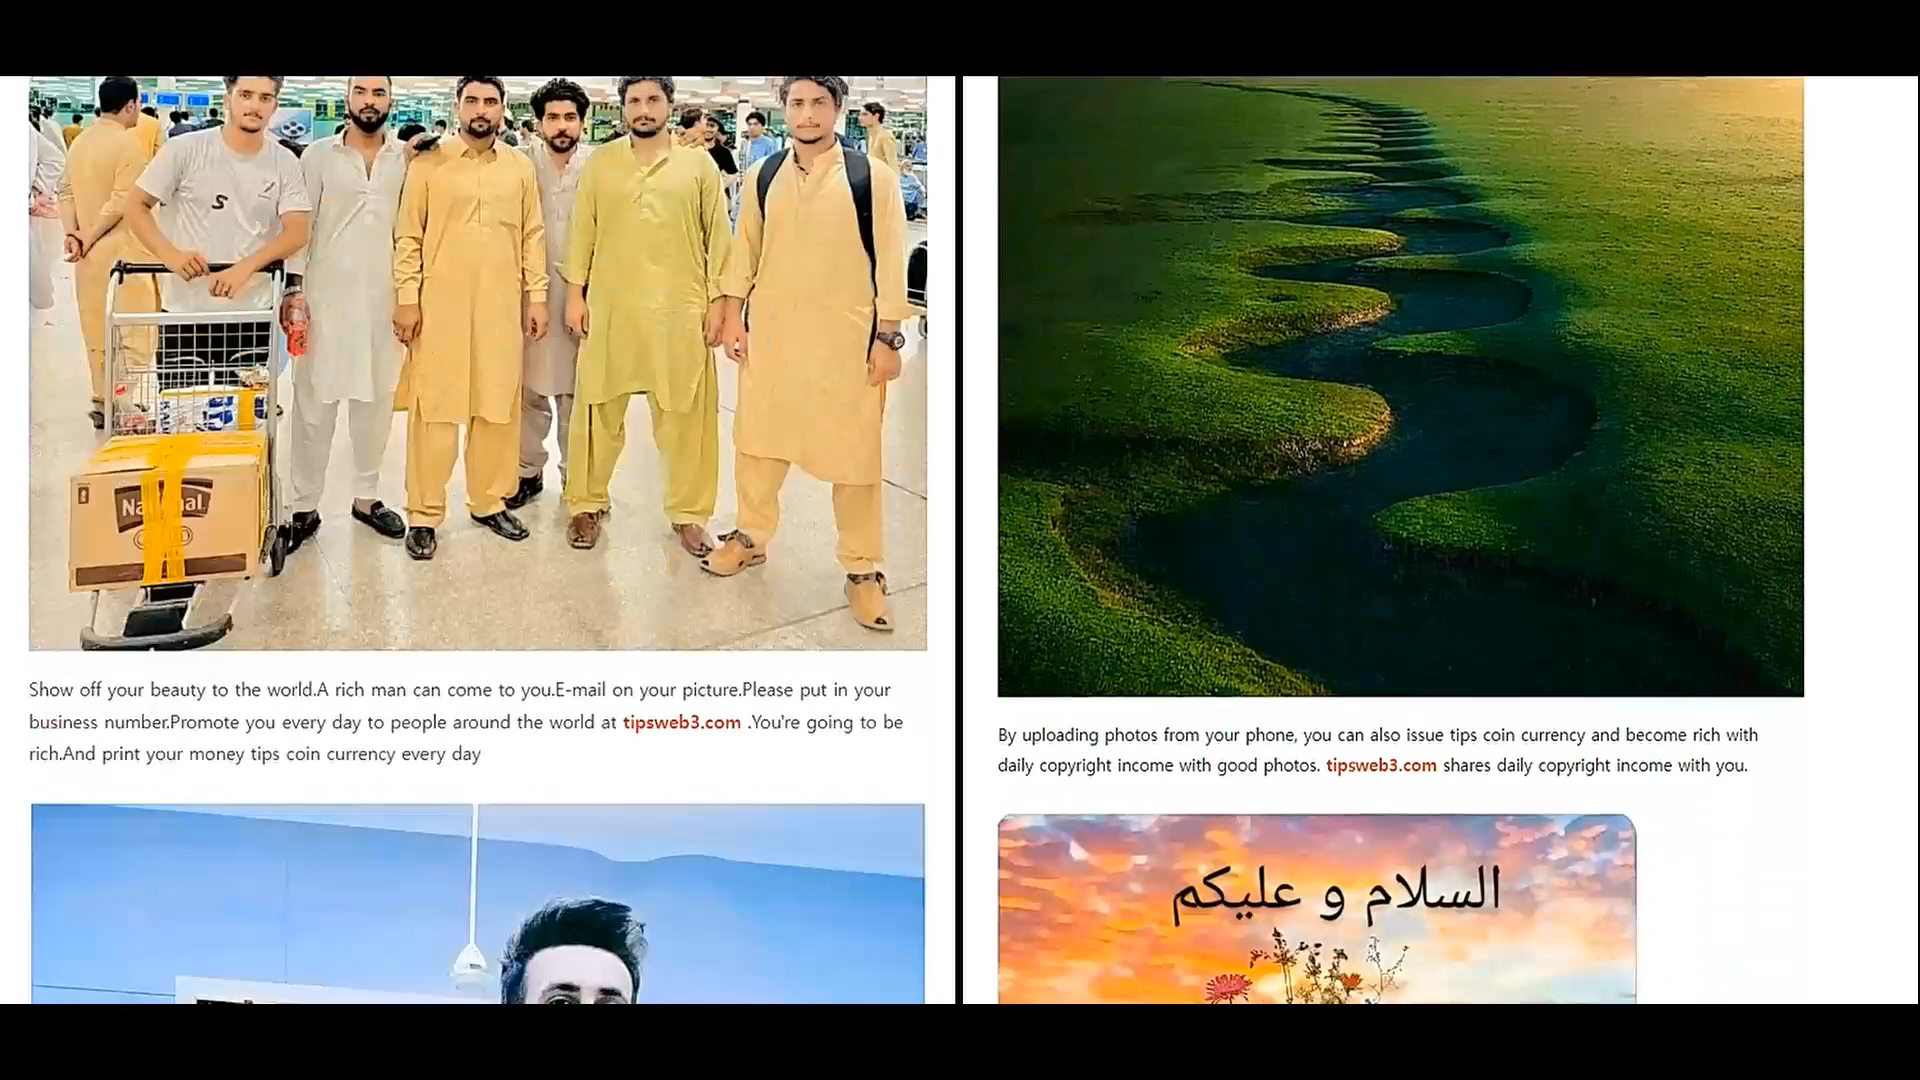 S
National
Show off your beauty to the world.A rich man can come to you.E-mail on your picture.Please put in your
business number.Promote you every day to people around the world at tipsweb3.com .You're going to be
rich.And print your money tips coin currency every day
By uploading photos from your phone, you can also issue tips coin currency and become rich with
daily copyright income with good photos. tipsweb3.com shares daily copyright income with you.
السلام و عليكم